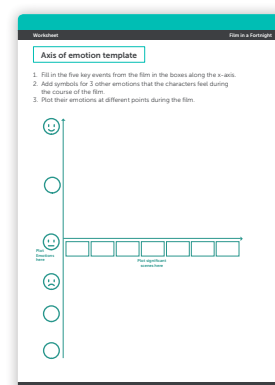 Worksheet
Film in a Fortnight
Axis of emotion template
1. Fill in the five key events from the film in the boxes along the x-axis.
2. Add symbols for 3 other emotions that the characters feel during
the course of the film.
3. Plot their emotions at different points during the film.
Plot
Emotions
here
Plot significant
scenes here